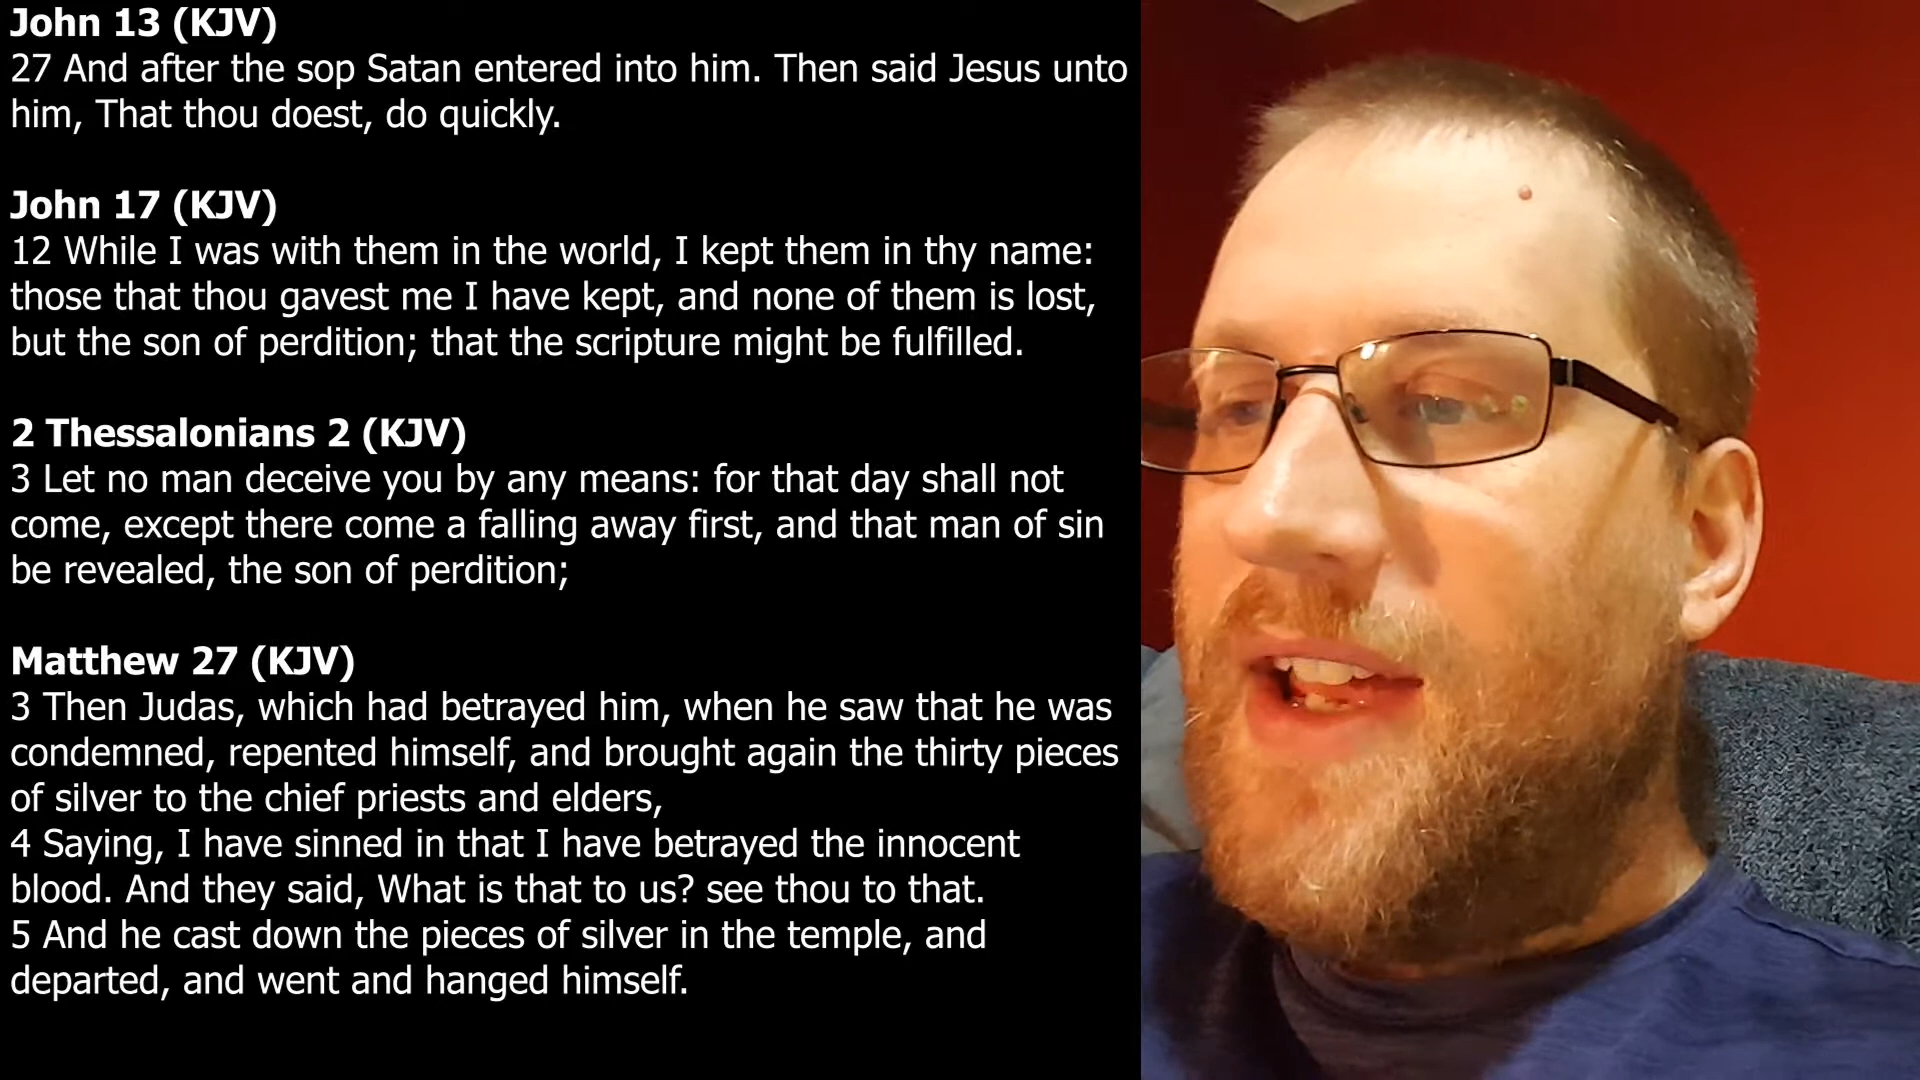 John 13 (KJV)
27 And after the sop Satan entered into him. Then said Jesus unto
him, That thou doest, do quickly.
John 17 (KJV)
12 While I was with them in the world, I kept them in thy name:
those that thou gavest me I have kept, and none of them is lost,
but the son of perdition; that the scripture might be fulfilled.
2 Thessalonians 2 (KJV)
3 Let no man deceive you by any means: for that day shall not
come, except there come a falling away first, and that man of sin
be revealed, the son of perdition;
Matthew 27 (KJV)
3 Then Judas, which had betrayed him, when he saw that he was
condemned, repented himself, and brought again the thirty pieces
of silver to the chief priests and elders,
4 Saying, I have sinned in that I have betrayed the innocent
blood. And they said, What is that to us? see thou to that.
5 And he cast down the pieces of silver in the temple, and
departed, and went and hanged himself.